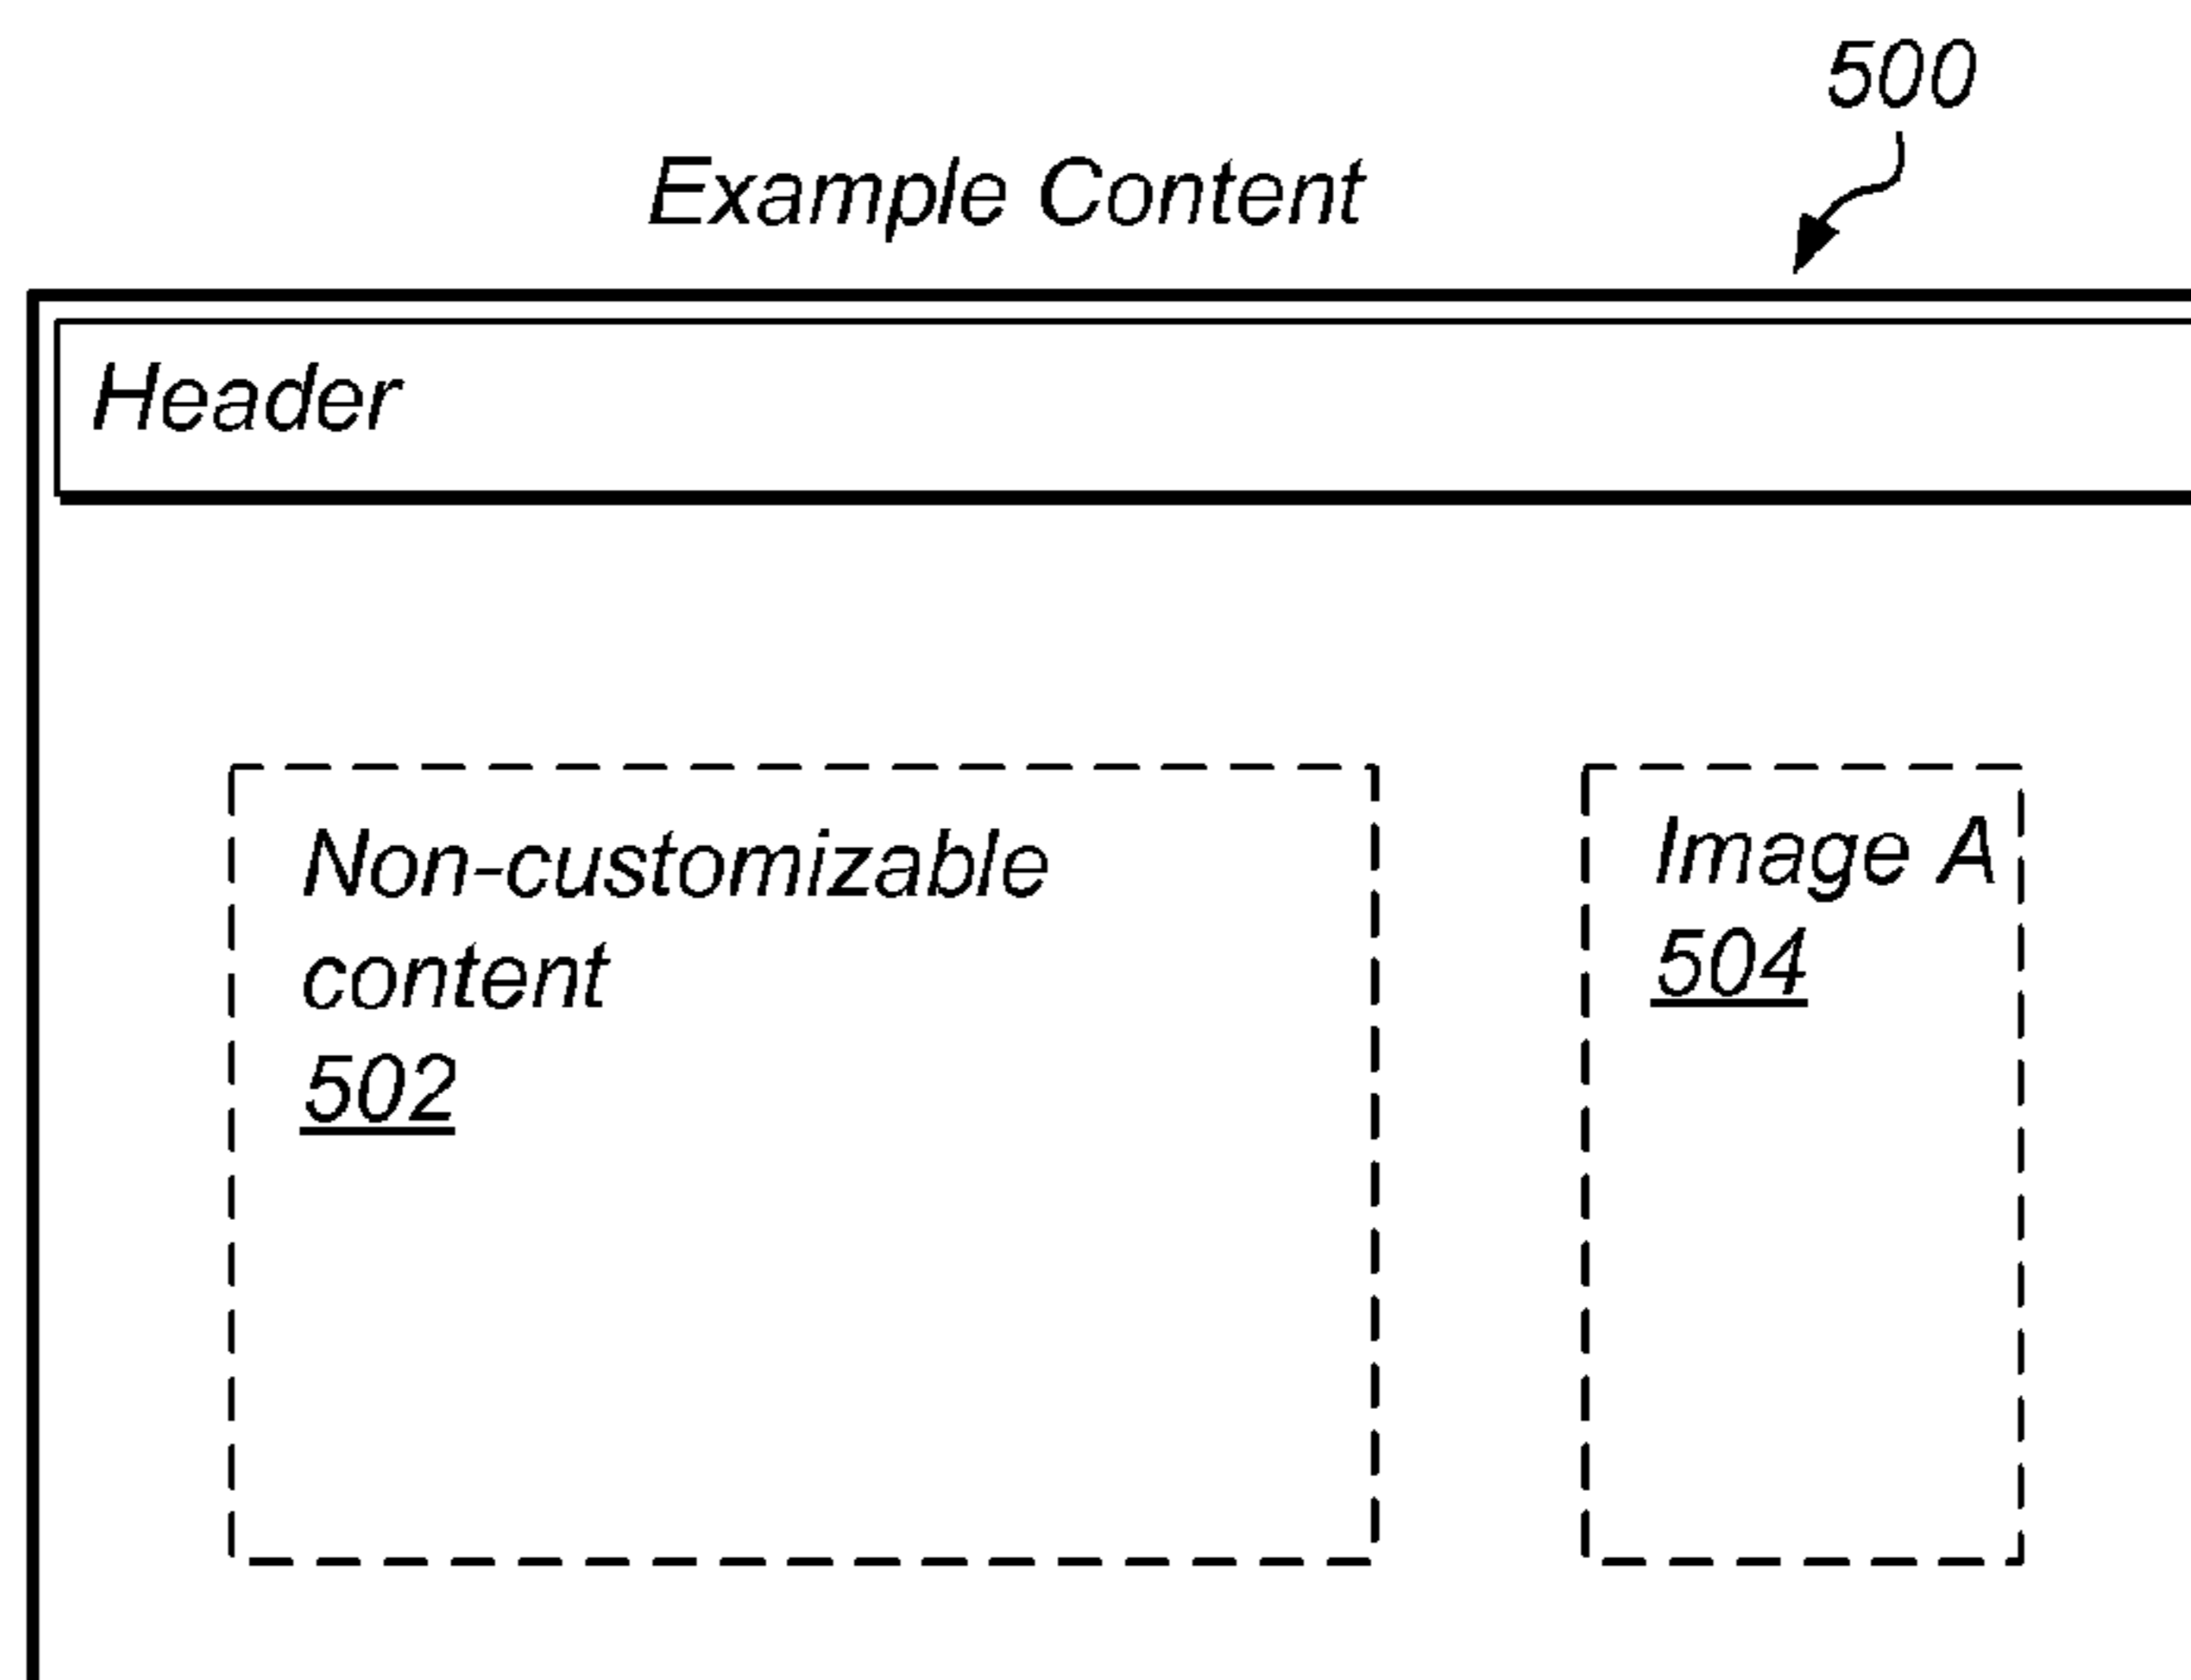 500
Example Content
Header
Non-customizable
content
502
Image A
504